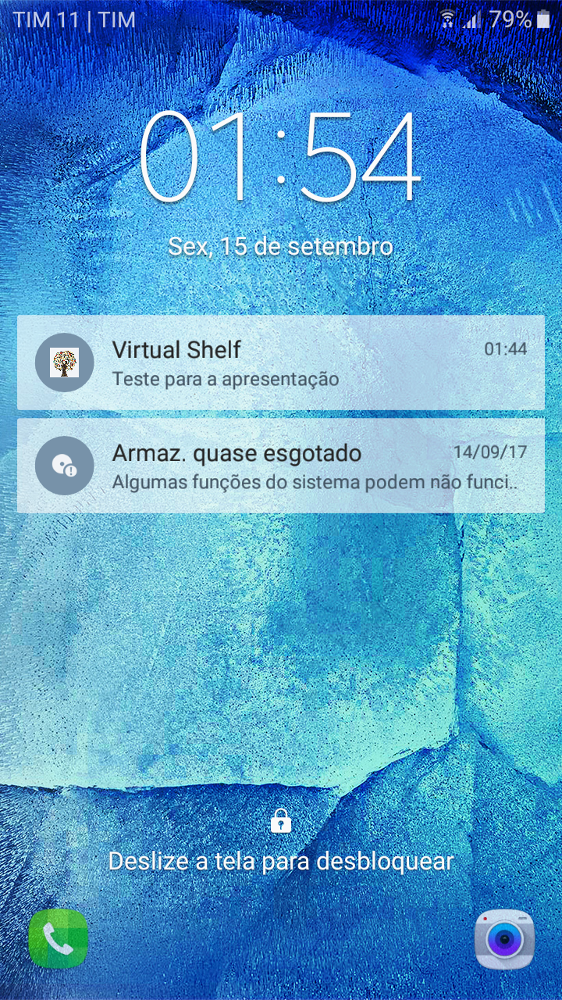 TIM 11 | TIM 79%
01:54
Sex, 15 de setembro
Virtual Shelf 01:44
Teste para a apresentação
Armaz. quase esgotado 14/09/17
Algumas funções do sistema podem não funci..
Deslize a tela para desbloquear